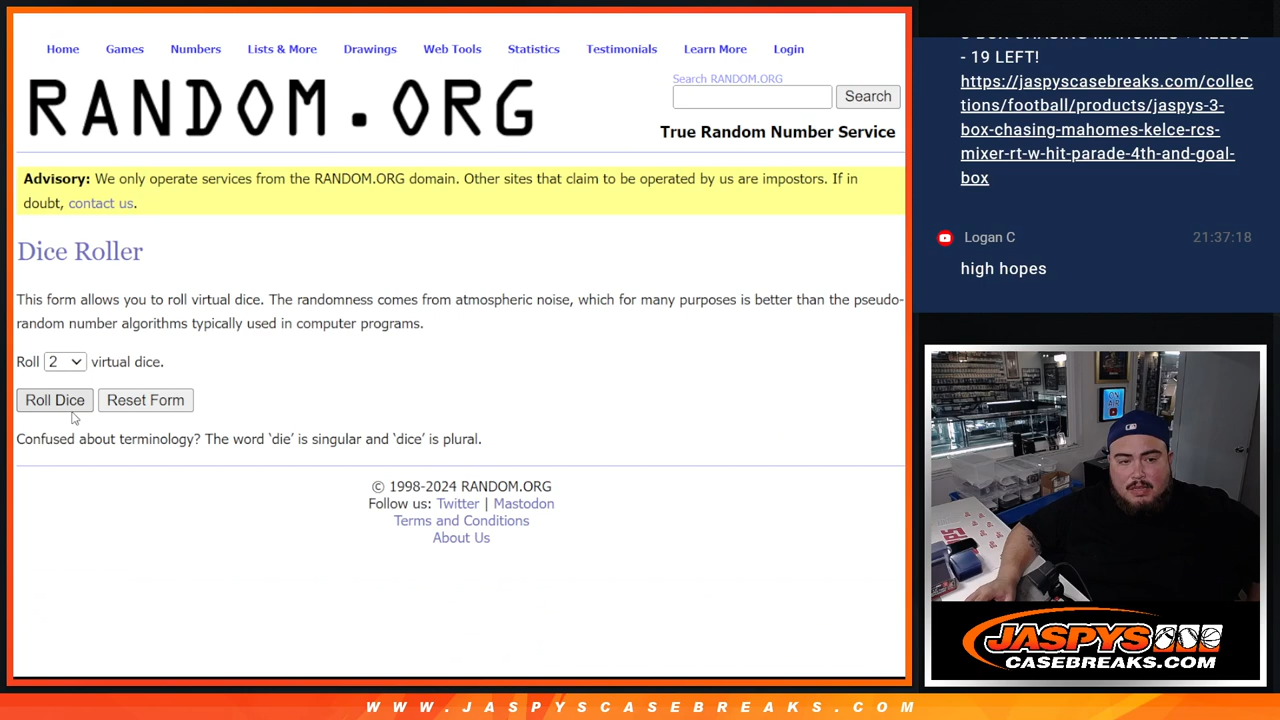 Home Games Numbers Lists & More Drawings Web Tools Statistics Testimonials Learn More Login
RANDOM.ORG
Search RANDOM.ORG
Search
True Random Number Service
Advisory: We only operate services from the RANDOM.ORG domain. Other sites that claim to be operated by us are impostors. If in
doubt, contact us.
Dice Roller
This form allows you to roll virtual dice. The randomness comes from atmospheric noise, which for many purposes is better than the pseudo-
random number algorithms typically used in computer programs.
Roll 2 virtual dice.
Roll Dice Reset Form
Confused about terminology? The word ‘die’ is singular and ‘dice’ is plural.
© 1998-2024 RANDOM.ORG
Follow us: Twitter | Mastodon
Terms and Conditions
About Us
3 BOX CHASING MAHOMES + KELCE
- 19 LEFT!
https://jaspyscasebreaks.com/collec
tions/football/products/jaspys-3-
box-chasing-mahomes-kelce-rcs-
mixer-rt-w-hit-parade-4th-and-goal-
box
Logan C 21:37:18
high hopes
ON
AIR
JASPYS
CASEBREAKS.COM
WWW.JASPYSCASEBREAKS.COM